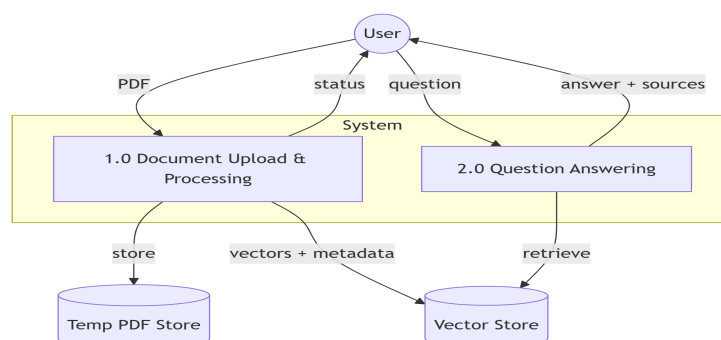 User
PDF
status
question
answer + sources
System
1.0 Document Upload &
Processing
2.0 Question Answering
store
vectors + metadata
retrieve
Temp PDF Store
Vector Store